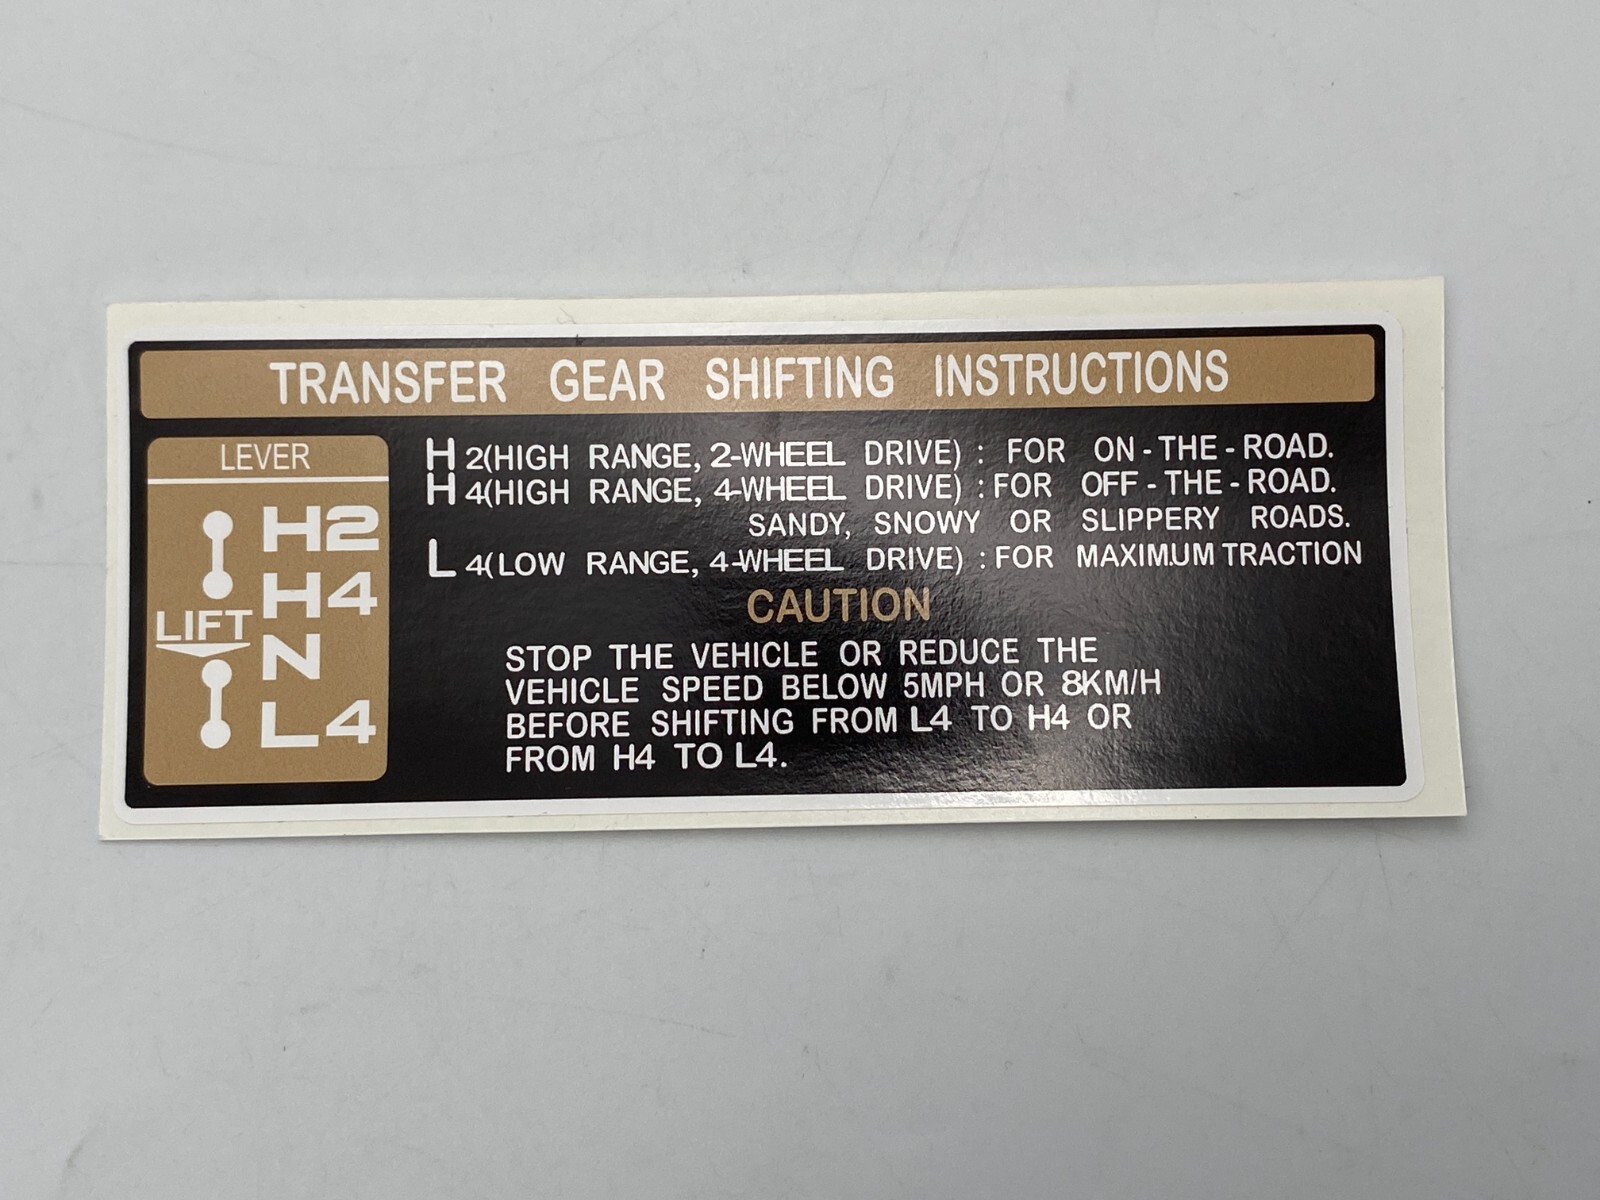 TRANSFER GEAR SHIFTING INSTRUCTIONS
LEVER
H2
H4
LIFT
N
L4
H 2(HIGH RANGE, 2-WHEEL DRIVE) : FOR ON - THE - ROAD.
H 4(HIGH RANGE, 4-WHEEL DRIVE) : FOR OFF - THE - ROAD.
SANDY, SNOWY OR SLIPPERY ROADS.
L 4(LOW RANGE, 4-WHEEL DRIVE) : FOR MAXIMUM TRACTION
CAUTION
STOP THE VEHICLE OR REDUCE THE
VEHICLE SPEED BELOW 5MPH OR 8KM/H
BEFORE SHIFTING FROM L4 TO H4 OR
FROM H4 TO L4.